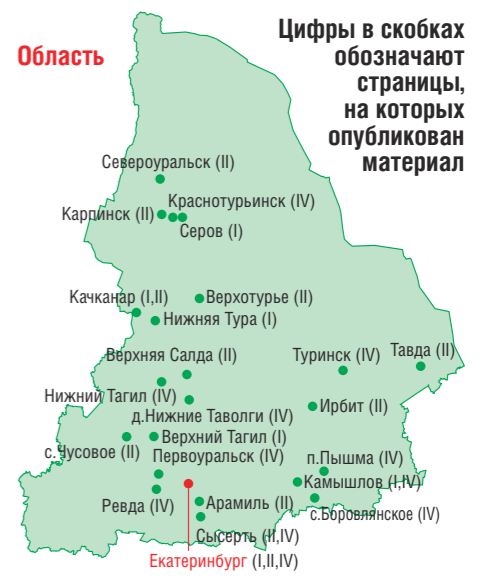 Область
Цифры в скобках
обозначают
страницы,
на которых
опубликован
материал
Североуральск (II)
Краснотурьинск (IV)
Карпинск (II)
Серов (I)
Качканар (I,II)
Верхотурье (II)
Нижняя Тура (I)
Верхняя Салда (II)
Туринск (IV)
Тавда (II)
Нижний Тагил (IV)
д.Нижние Таволги (IV)
Ирбит (II)
с.Чусовое (II)
Верхний Тагил (I)
Первоуральск (IV)
п.Пышма (IV)
Камышлов (I,IV)
Ревда (IV)
Арамиль (II)
с.Боровлянское (IV)
Сысерть (II,IV)
Екатеринбург (I,II,IV)